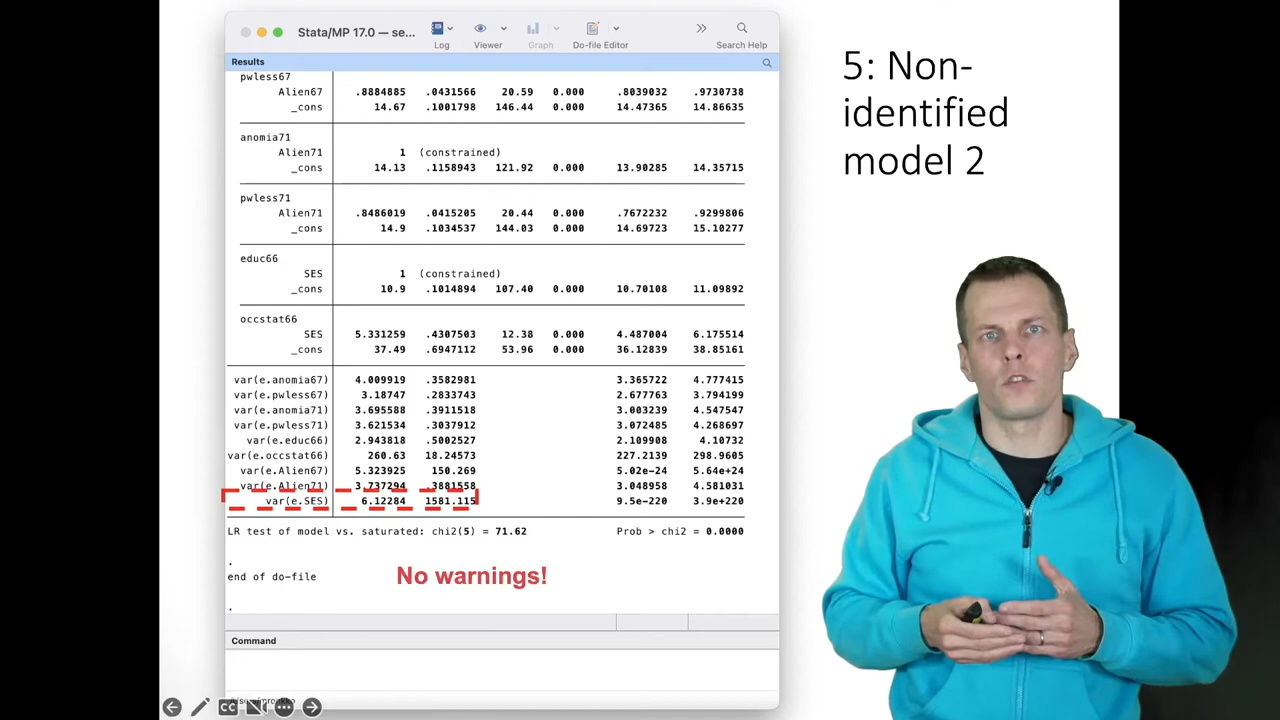 Stata/MP 17.0 — se...
Log
Viewer
Graph
Do-file Editor
Search Help
Results
pwless67
Alien67 .8884885 .0431566 20.59 0.000 .8039032 .9730738
_cons 14.67 .1001798 146.44 0.000 14.47365 14.86635
anomia71
Alien71 1 (constrained)
_cons 14.13 .1158943 121.92 0.000 13.90285 14.35715
pwless71
Alien71 .8486019 .0415205 20.44 0.000 .7672232 .9299806
_cons 14.9 .1034537 144.03 0.000 14.69723 15.10277
educ66
SES 1 (constrained)
_cons 10.9 .1014894 107.40 0.000 10.70108 11.09892
occstat66
SES 5.331259 .4307503 12.38 0.000 4.487004 6.175514
_cons 37.49 .6947112 53.96 0.000 36.12839 38.85161
var(e.anomia67) 4.009919 .3582981 3.365722 4.777415
var(e.pwless67) 3.18747 .2833743 2.677763 3.794199
var(e.anomia71) 3.695588 .3911518 3.003239 4.547547
var(e.pwless71) 3.621534 .3037912 3.072485 4.268697
var(e.educ66) 2.943818 .5002527 2.109908 4.10732
var(e.occstat66) 260.63 18.24573 227.2139 298.9605
var(e.Alien67) 5.323925 150.269 5.02e-24 5.64e+24
var(e.Alien71) 3.737294 .3881558 3.048958 4.581031
var(e.SES) 6.12284 1581.115 9.5e-220 3.9e+220
LR test of model vs. saturated: chi2(5) = 71.62 Prob > chi2 = 0.0000
.
end of do-file
No warnings!
.
Command
CC
5: Non-
identified
model 2